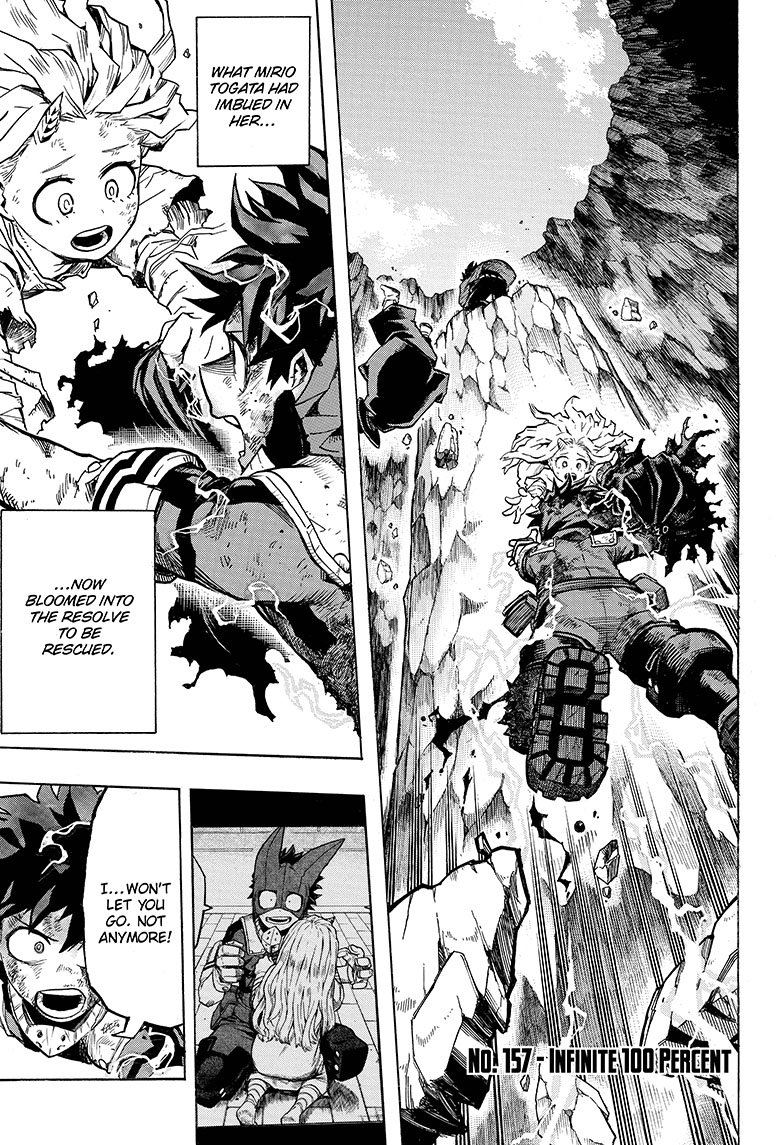 No. 157 - Infinite 100 Percent
WHAT MIRIO
TOGATA HAD
IMBUED IN
HER...
...NOW
BLOOMED INTO
THE RESOLVE
TO BE
RESCUED.
I...WON'T
LET YOU
GO. NOT
ANYMORE!